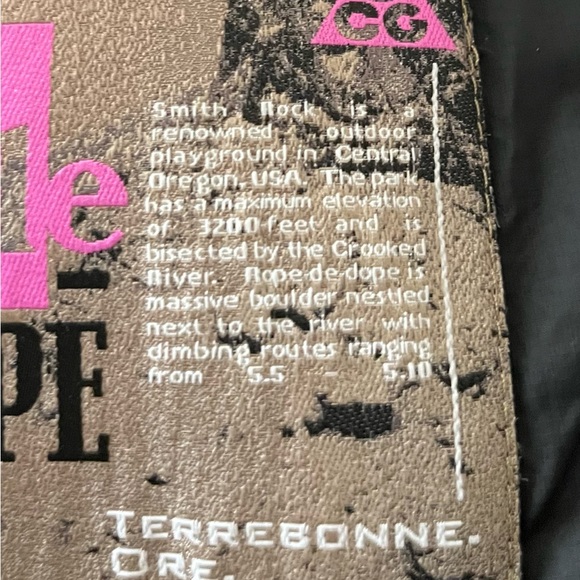 CG
Smith Rock is a
renowned outdoor
playground in Central
Oregon, USA. The park
has a maximum elevation
of 3200 feet and is
bisected by the Crooked
River. Rope-de-dope is
massive boulder nestled
next to the river with
climbing routes ranging
from 5.5 - 5.10
le
-
PE
TERREBONNE.
ORE.